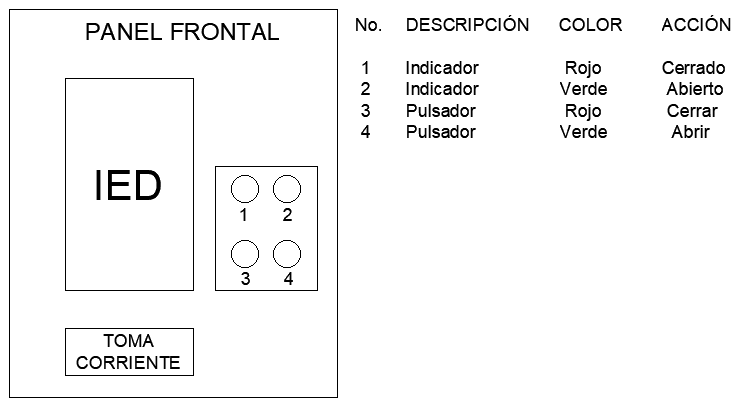 PANEL FRONTAL
IED
1 2
3 4
TOMA
CORRIENTE
No. DESCRIPCIÓN COLOR ACCIÓN
1 Indicador Rojo Cerrado
2 Indicador Verde Abierto
3 Pulsador Rojo Cerrar
4 Pulsador Verde Abrir